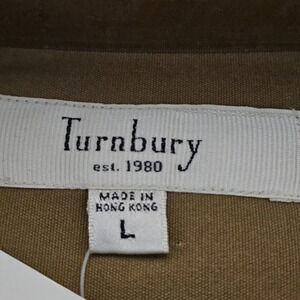 Turnbury
est. 1980
MADE IN
HONG KONG
L